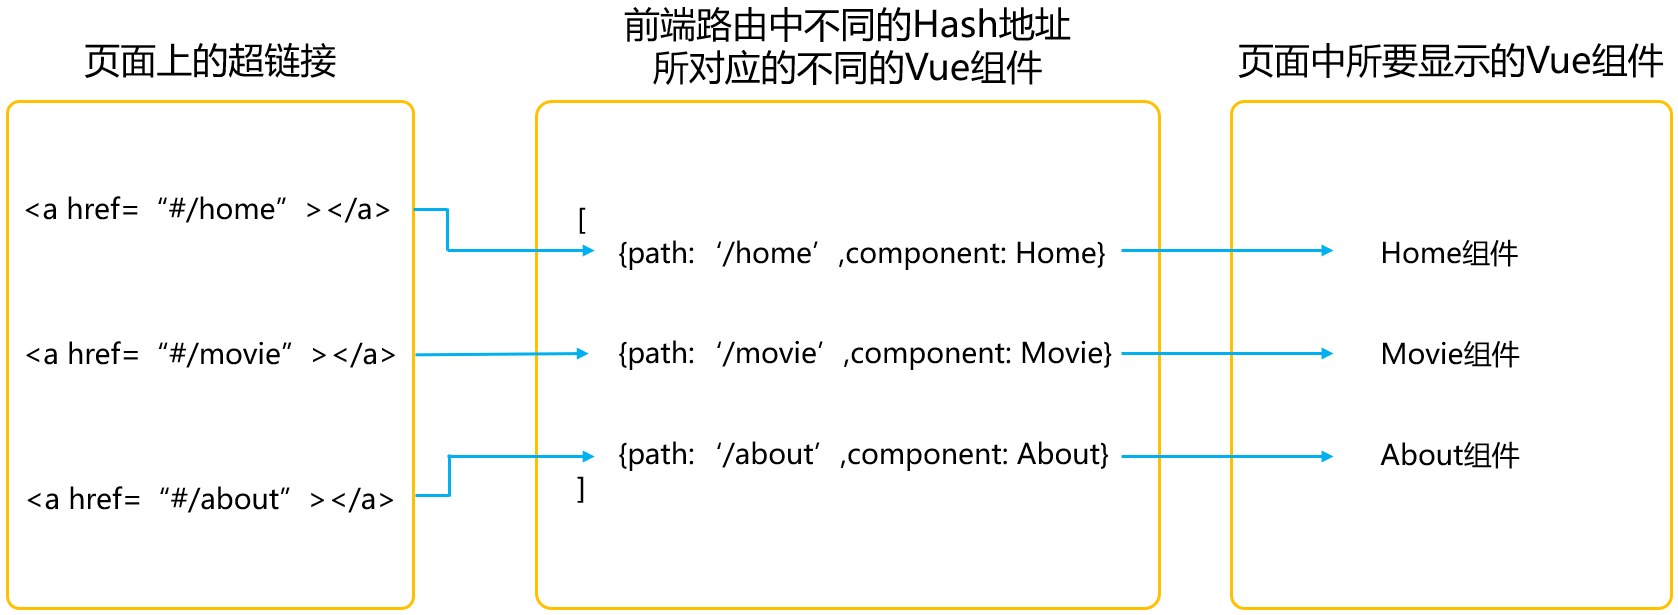 页面上的超链接
前端路由中不同的Hash地址
所对应的不同的Vue组件
页面中所要显示的Vue组件
<a href=“#/home”></a>
<a href=“#/movie”></a>
<a href=“#/about”></a>
[
{path:‘/home’,component: Home}
{path:‘/movie’,component: Movie}
{path:‘/about’,component: About}
]
Home组件
Movie组件
About组件